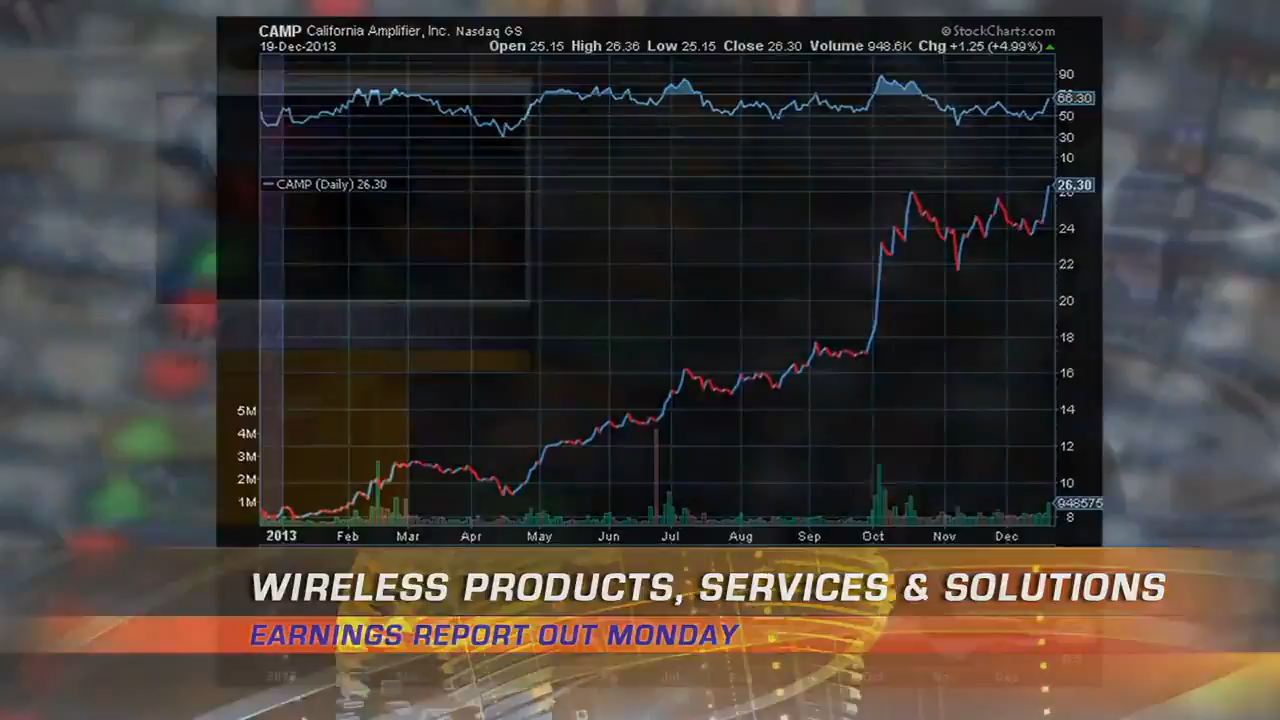 CAMP California Amplifier, Inc. Nasdaq GS
© StockCharts.com
19-Dec-2013
Open 25.15 High 26.36 Low 25.15 Close 26.30 Volume 948.6K Chg +1.25 (+4.99%)
90
66.30
50
30
10
CAMP (Daily) 26.30
26.30
24
22
20
18
16
14
12
10
8
5M
4M
3M
2M
1M
948575
2013 Feb Mar Apr May Jun Jul Aug Sep Oct Nov Dec
WIRELESS PRODUCTS, SERVICES & SOLUTIONS
EARNINGS REPORT OUT MONDAY